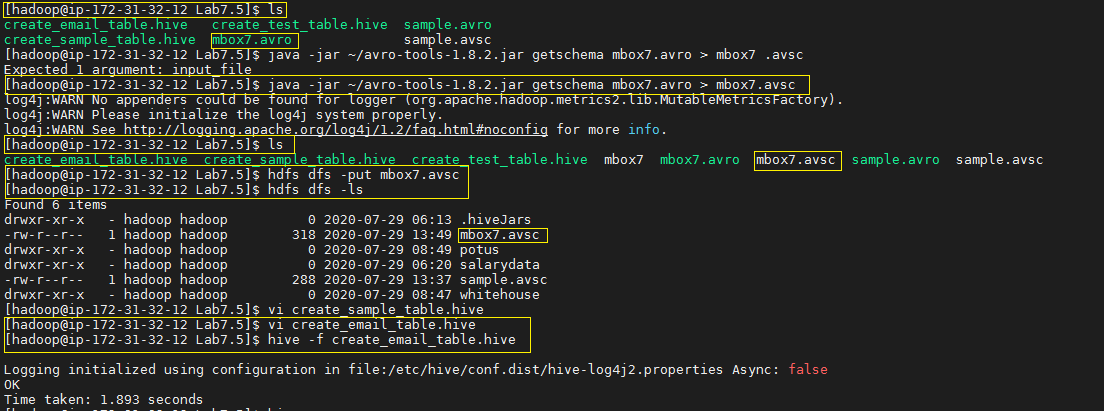 [hadoop@ip-172-31-32-12 Lab7.5]$ ls
create_email_table.hive   create_test_table.hive  sample.avro
create_sample_table.hive  mbox7.avro              sample.avsc
[hadoop@ip-172-31-32-12 Lab7.5]$ java -jar ~/avro-tools-1.8.2.jar getschema mbox7.avro > mbox7 .avsc
Expected 1 argument: input_file
[hadoop@ip-172-31-32-12 Lab7.5]$ java -jar ~/avro-tools-1.8.2.jar getschema mbox7.avro > mbox7.avsc
log4j:WARN No appenders could be found for logger (org.apache.hadoop.metrics2.lib.MutableMetricsFactory).
log4j:WARN Please initialize the log4j system properly.
log4j:WARN See http://logging.apache.org/log4j/1.2/faq.html#noconfig for more info.
[hadoop@ip-172-31-32-12 Lab7.5]$ ls
create_email_table.hive  create_sample_table.hive  create_test_table.hive  mbox7  mbox7.avro  mbox7.avsc  sample.avro  sample.avsc
[hadoop@ip-172-31-32-12 Lab7.5]$ hdfs dfs -put mbox7.avsc
[hadoop@ip-172-31-32-12 Lab7.5]$ hdfs dfs -ls
Found 6 items
drwxr-xr-x   - hadoop hadoop          0 2020-07-29 06:13 .hiveJars
-rw-r--r--   1 hadoop hadoop        318 2020-07-29 13:49 mbox7.avsc
drwxr-xr-x   - hadoop hadoop          0 2020-07-29 08:49 potus
drwxr-xr-x   - hadoop hadoop          0 2020-07-29 06:20 salarydata
-rw-r--r--   1 hadoop hadoop        288 2020-07-29 13:37 sample.avsc
drwxr-xr-x   - hadoop hadoop          0 2020-07-29 08:47 whitehouse
[hadoop@ip-172-31-32-12 Lab7.5]$ vi create_sample_table.hive
[hadoop@ip-172-31-32-12 Lab7.5]$ vi create_email_table.hive
[hadoop@ip-172-31-32-12 Lab7.5]$ hive -f create_email_table.hive
Logging initialized using configuration in file:/etc/hive/conf.dist/hive-log4j2.properties Async: false
OK
Time taken: 1.893 seconds